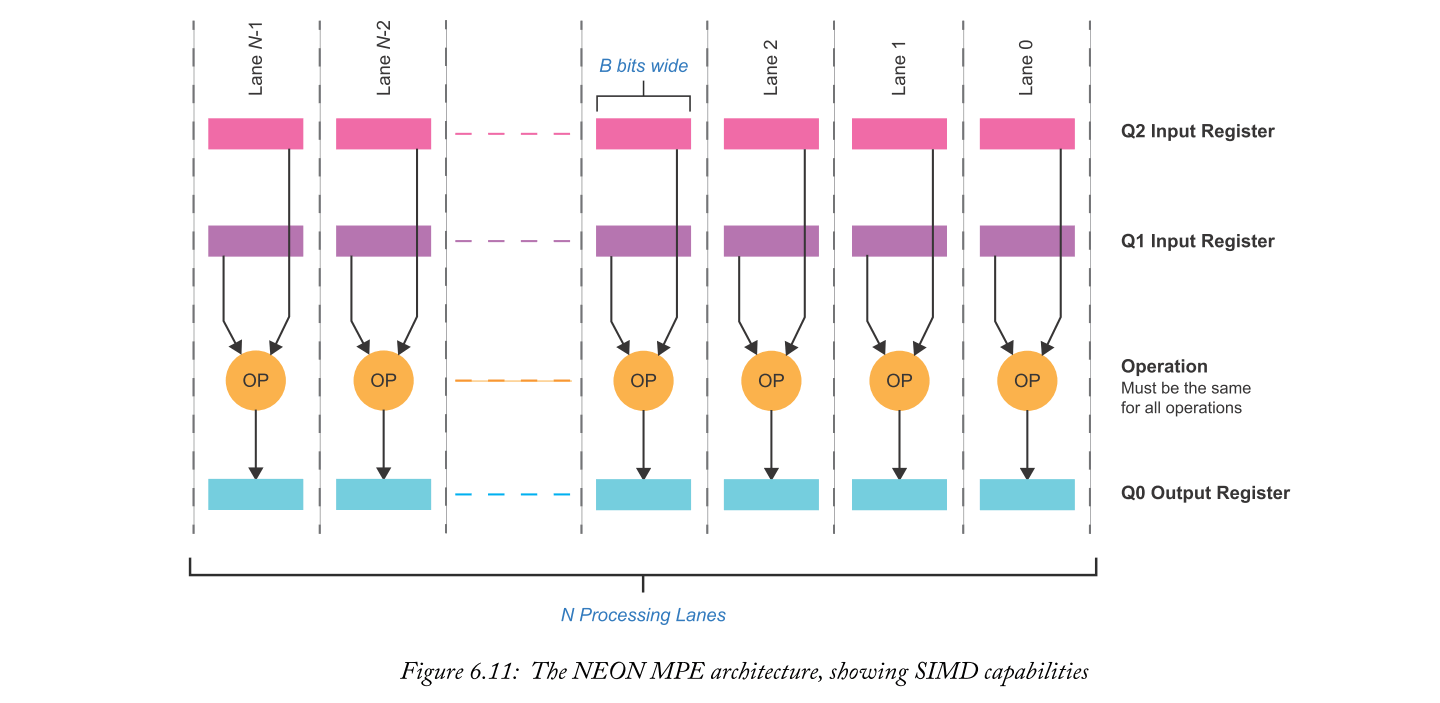 Lane N-1
Lane N-2
B bits wide
Lane 2
Lane 1
Lane 0
Q2 Input Register
Q1 Input Register
OP
OP
OP
OP
OP
OP
Operation
Must be the same
for all operations
Q0 Output Register
N Processing Lanes
Figure 6.11: The NEON MPE architecture, showing SIMD capabilities